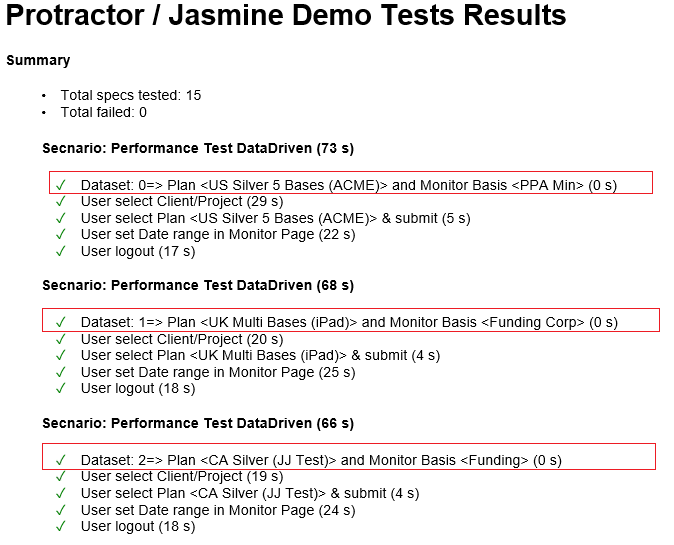 Protractor / Jasmine Demo Tests Results
Summary
• Total specs tested: 15
• Total failed: 0
Secnario: Performance Test DataDriven (73 s)
✓ Dataset: 0=> Plan <US Silver 5 Bases (ACME)> and Monitor Basis <PPA Min> (0 s)
✓ User select Client/Project (29 s)
✓ User select Plan <US Silver 5 Bases (ACME)> & submit (5 s)
✓ User set Date range in Monitor Page (22 s)
✓ User logout (17 s)
Secnario: Performance Test DataDriven (68 s)
✓ Dataset: 1=> Plan <UK Multi Bases (iPad)> and Monitor Basis <Funding Corp> (0 s)
✓ User select Client/Project (20 s)
✓ User select Plan <UK Multi Bases (iPad)> & submit (4 s)
✓ User set Date range in Monitor Page (25 s)
✓ User logout (18 s)
Secnario: Performance Test DataDriven (66 s)
✓ Dataset: 2=> Plan <CA Silver (JJ Test)> and Monitor Basis <Funding> (0 s)
✓ User select Client/Project (19 s)
✓ User select Plan <CA Silver (JJ Test)> & submit (4 s)
✓ User set Date range in Monitor Page (24 s)
✓ User logout (18 s)